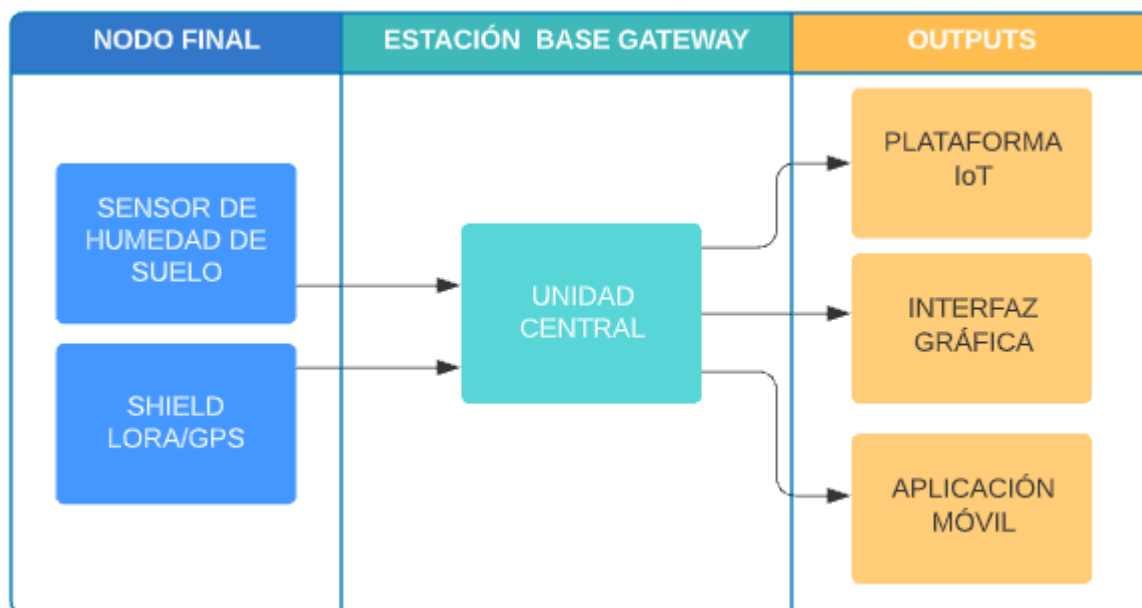 NODO FINAL
ESTACIÓN BASE GATEWAY
OUTPUTS
SENSOR DE
HUMEDAD DE
SUELO
SHIELD
LORA/GPS
UNIDAD
CENTRAL
PLATAFORMA
IoT
INTERFAZ
GRÁFICA
APLICACIÓN
MÓVIL